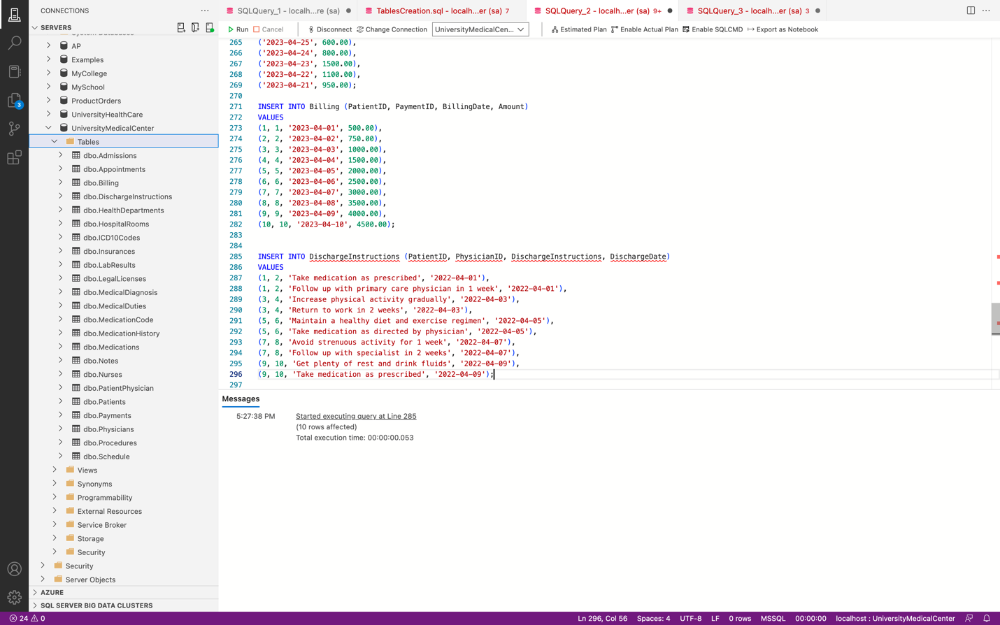 CONNECTIONS
SQLQuery_1 - localh...re (sa)
TablesCreation.sql - localh...er (sa) 7
SQLQuery_2 - localh...er (sa) 9+
SQLQuery_3 - localh...er (sa) 3
SERVERS
Run Cancel Disconnect Change Connection UniversityMedicalCen... Estimated Plan Enable Actual Plan Enable SQLCMD Export as Notebook
System Databases
AP
Examples
MyCollege
MySchool
ProductOrders
UniversityHealthCare
UniversityMedicalCenter
Tables
dbo.Admissions
dbo.Appointments
dbo.Billing
dbo.DischargeInstructions
dbo.HealthDepartments
dbo.HospitalRooms
dbo.ICD10Codes
dbo.Insurances
dbo.LabResults
dbo.LegalLicenses
dbo.MedicalDiagnosis
dbo.MedicalDuties
dbo.MedicationCode
dbo.MedicationHistory
dbo.Medications
dbo.Notes
dbo.Nurses
dbo.PatientPhysician
dbo.Patients
dbo.Payments
dbo.Physicians
dbo.Procedures
dbo.Schedule
Views
Synonyms
Programmability
External Resources
Service Broker
Storage
Security
Security
Server Objects
AZURE
SQL SERVER BIG DATA CLUSTERS
3
265 ('2023-04-25', 600.00),
266 ('2023-04-24', 800.00),
267 ('2023-04-23', 1500.00),
268 ('2023-04-22', 1100.00),
269 ('2023-04-21', 950.00);
270
271 INSERT INTO Billing (PatientID, PaymentID, BillingDate, Amount)
272 VALUES
273 (1, 1, '2023-04-01', 500.00),
274 (2, 2, '2023-04-02', 750.00),
275 (3, 3, '2023-04-03', 1000.00),
276 (4, 4, '2023-04-04', 1500.00),
277 (5, 5, '2023-04-05', 2000.00),
278 (6, 6, '2023-04-06', 2500.00),
279 (7, 7, '2023-04-07', 3000.00),
280 (8, 8, '2023-04-08', 3500.00),
281 (9, 9, '2023-04-09', 4000.00),
282 (10, 10, '2023-04-10', 4500.00);
283
284
285 INSERT INTO DischargeInstructions (PatientID, PhysicianID, DischargeInstructions, DischargeDate)
286 VALUES
287 (1, 2, 'Take medication as prescribed', '2022-04-01'),
288 (1, 2, 'Follow up with primary care physician in 1 week', '2022-04-01'),
289 (3, 4, 'Increase physical activity gradually', '2022-04-03'),
290 (3, 4, 'Return to work in 2 weeks', '2022-04-03'),
291 (5, 6, 'Maintain a healthy diet and exercise regimen', '2022-04-05'),
292 (5, 6, 'Take medication as directed by physician', '2022-04-05'),
293 (7, 8, 'Avoid strenuous activity for 1 week', '2022-04-07'),
294 (7, 8, 'Follow up with specialist in 2 weeks', '2022-04-07'),
295 (9, 10, 'Get plenty of rest and drink fluids', '2022-04-09'),
296 (9, 10, 'Take medication as prescribed', '2022-04-09');
297
Messages
5:27:38 PM Started executing query at Line 285
(10 rows affected)
Total execution time: 00:00:00.053
24 0 Ln 296, Col 56 Spaces: 4 UTF-8 LF 0 rows MSSQL 00:00:00 localhost : UniversityMedicalCenter